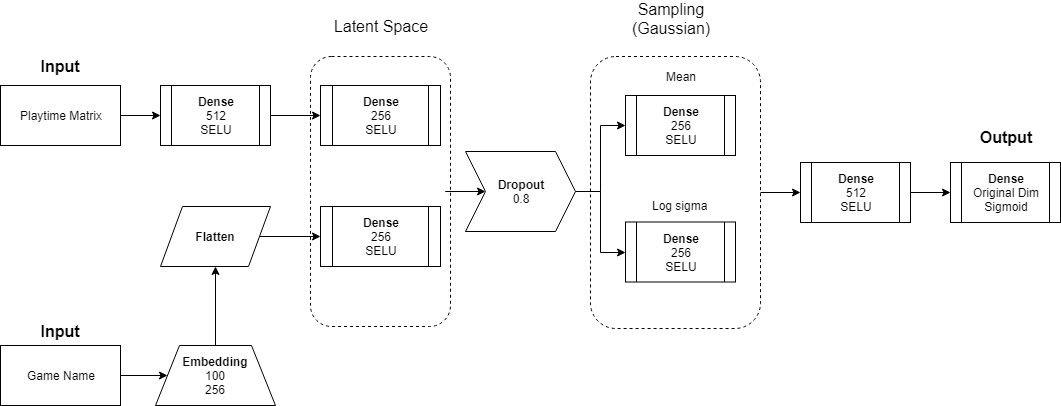 Input
Playtime Matrix
Dense
512
SELU
Latent Space
Dense
256
SELU
Dense
256
SELU
Flatten
Input
Game Name
Embedding
100
256
Dropout
0.8
Sampling
(Gaussian)
Mean
Dense
256
SELU
Log sigma
Dense
256
SELU
Dense
512
SELU
Output
Dense
Original Dim
Sigmoid